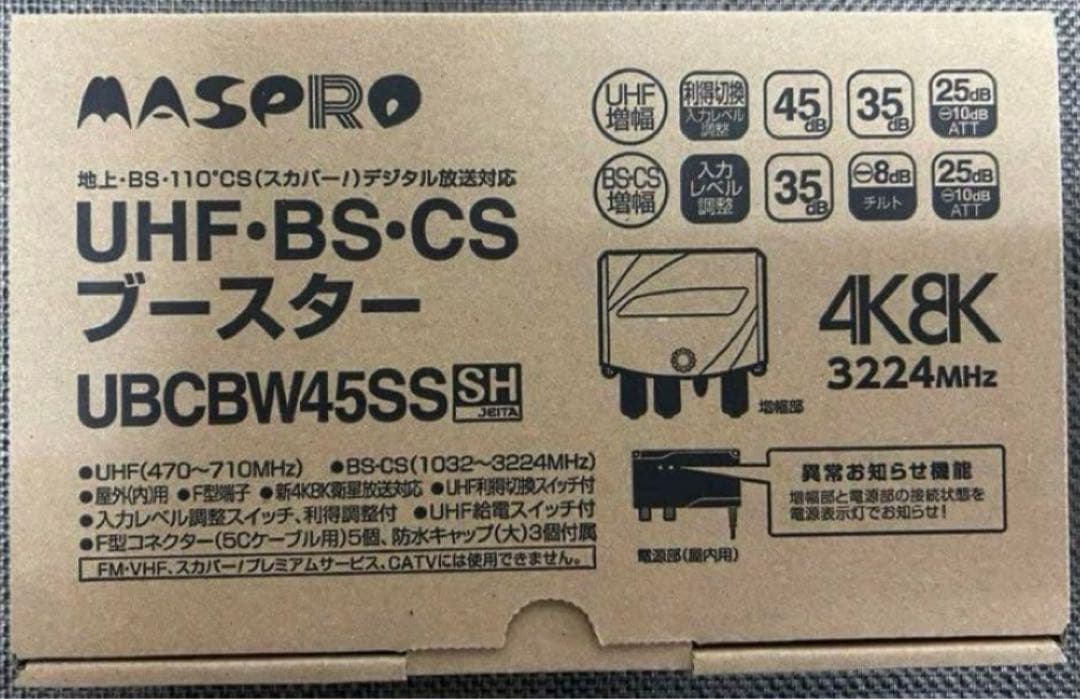 MASPRO
地上・BS・110°CS(スカパー!)デジタル放送対応
UHF・BS・CS
ブースター
UBCBW45SS SH
JEITA
●UHF(470～710MHz) ●BS・CS(1032～3224MHz)
●屋外(内)用 ●F型端子 ●新4K8K衛星放送対応 ●UHF利得切換スイッチ付
●入力レベル調整スイッチ、利得調整付 ●UHF給電スイッチ付
●F型コネクター(5Cケーブル用)5個、防水キャップ(大)3個付属
FM・VHF、スカパー!プレミアムサービス、CATVには使用できません。
UHF
増幅
利得切換
入力レベル
調整
45dB
35dB
25dB
⊖10dB
ATT
BS・CS
増幅
入力
レベル
調整
35dB
⊖8dB
チルト
25dB
⊖10dB
ATT
4K8K
3224MHz
増幅部
異常お知らせ機能
増幅部と電源部の接続状態を
電源表示灯でお知らせ!
電源部(屋内用)